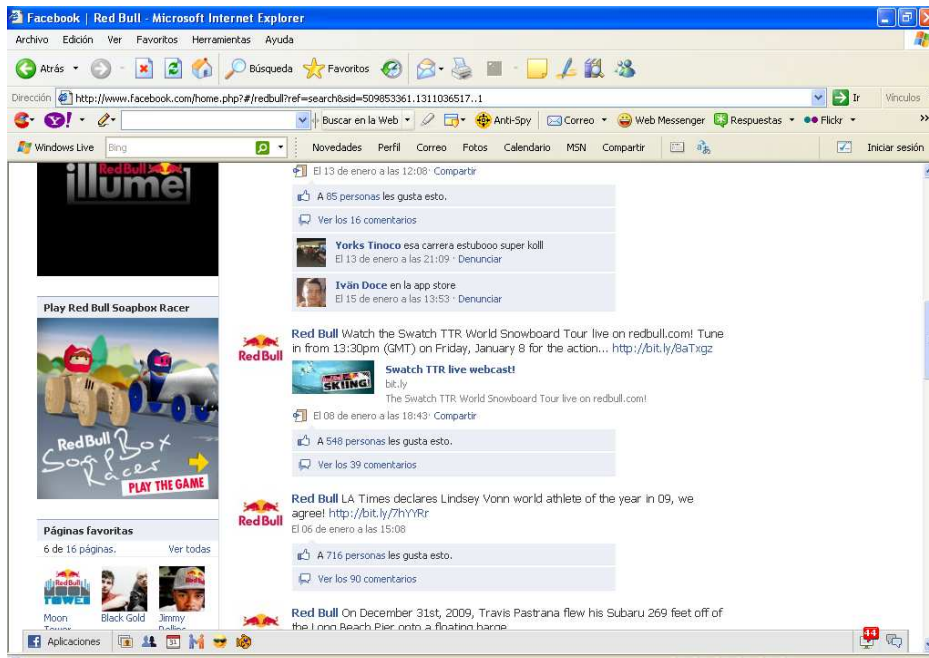 Facebook | Red Bull - Microsoft Internet Explorer
Archivo Edición Ver Favoritos Herramientas Ayuda
Atrás Búsqueda Favoritos
Dirección http://www.facebook.com/home.php?#/redbull?ref=search&sid=509853361.1311036517..1 Ir Vínculos
Y! Buscar en la Web Anti-Spy Correo Web Messenger Respuestas Flickr »
Windows Live Bing Novedades Perfil Correo Fotos Calendario MSN Compartir Iniciar sesión
Red Bull
illume
El 13 de enero a las 12:08 · Compartir
A 85 personas les gusta esto.
Ver los 16 comentarios
Yorks Tinoco esa carrera estubooo super kolll
El 13 de enero a las 21:09 · Denunciar
Iván Doce en la app store
El 15 de enero a las 13:53 · Denunciar
Play Red Bull Soapbox Racer
Red Bull
SoapBox
Racer
PLAY THE GAME
Red Bull
Red Bull Watch the Swatch TTR World Snowboard Tour live on redbull.com! Tune
in from 13:30pm (GMT) on Friday, January 8 for the action... http://bit.ly/8aTxgz
SKIING
Swatch TTR live webcast!
bit.ly
The Swatch TTR World Snowboard Tour live on redbull.com!
El 08 de enero a las 18:43 · Compartir
A 548 personas les gusta esto.
Ver los 39 comentarios
Red Bull
Red Bull LA Times declares Lindsey Vonn world athlete of the year in 09, we
agree! http://bit.ly/7hYYRr
El 06 de enero a las 15:08
A 716 personas les gusta esto.
Ver los 90 comentarios
Páginas favoritas
6 de 16 páginas. Ver todas
Moon Black Gold Jimmy
Tower
Red Bull On December 31st, 2009, Travis Pastrana flew his Subaru 269 feet off of
the Long Beach Pier onto a floating barge
Aplicaciones 31 44